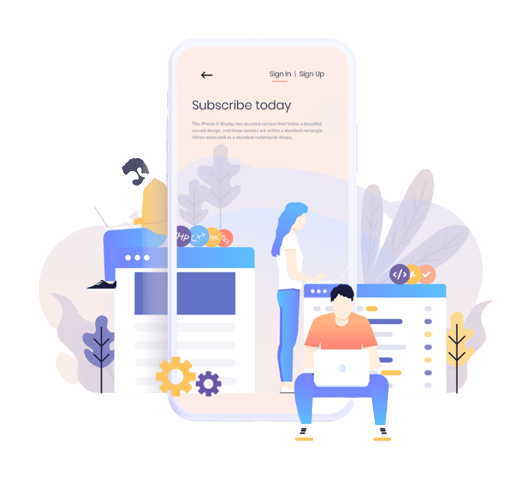 Sign In | Sign Up
Subscribe today
The iPhone X display has rounded corners that follow a beautiful
curved design, and these corners are within a standard rectangle.
When measured as a standard rectangular shape.
PHP
C++